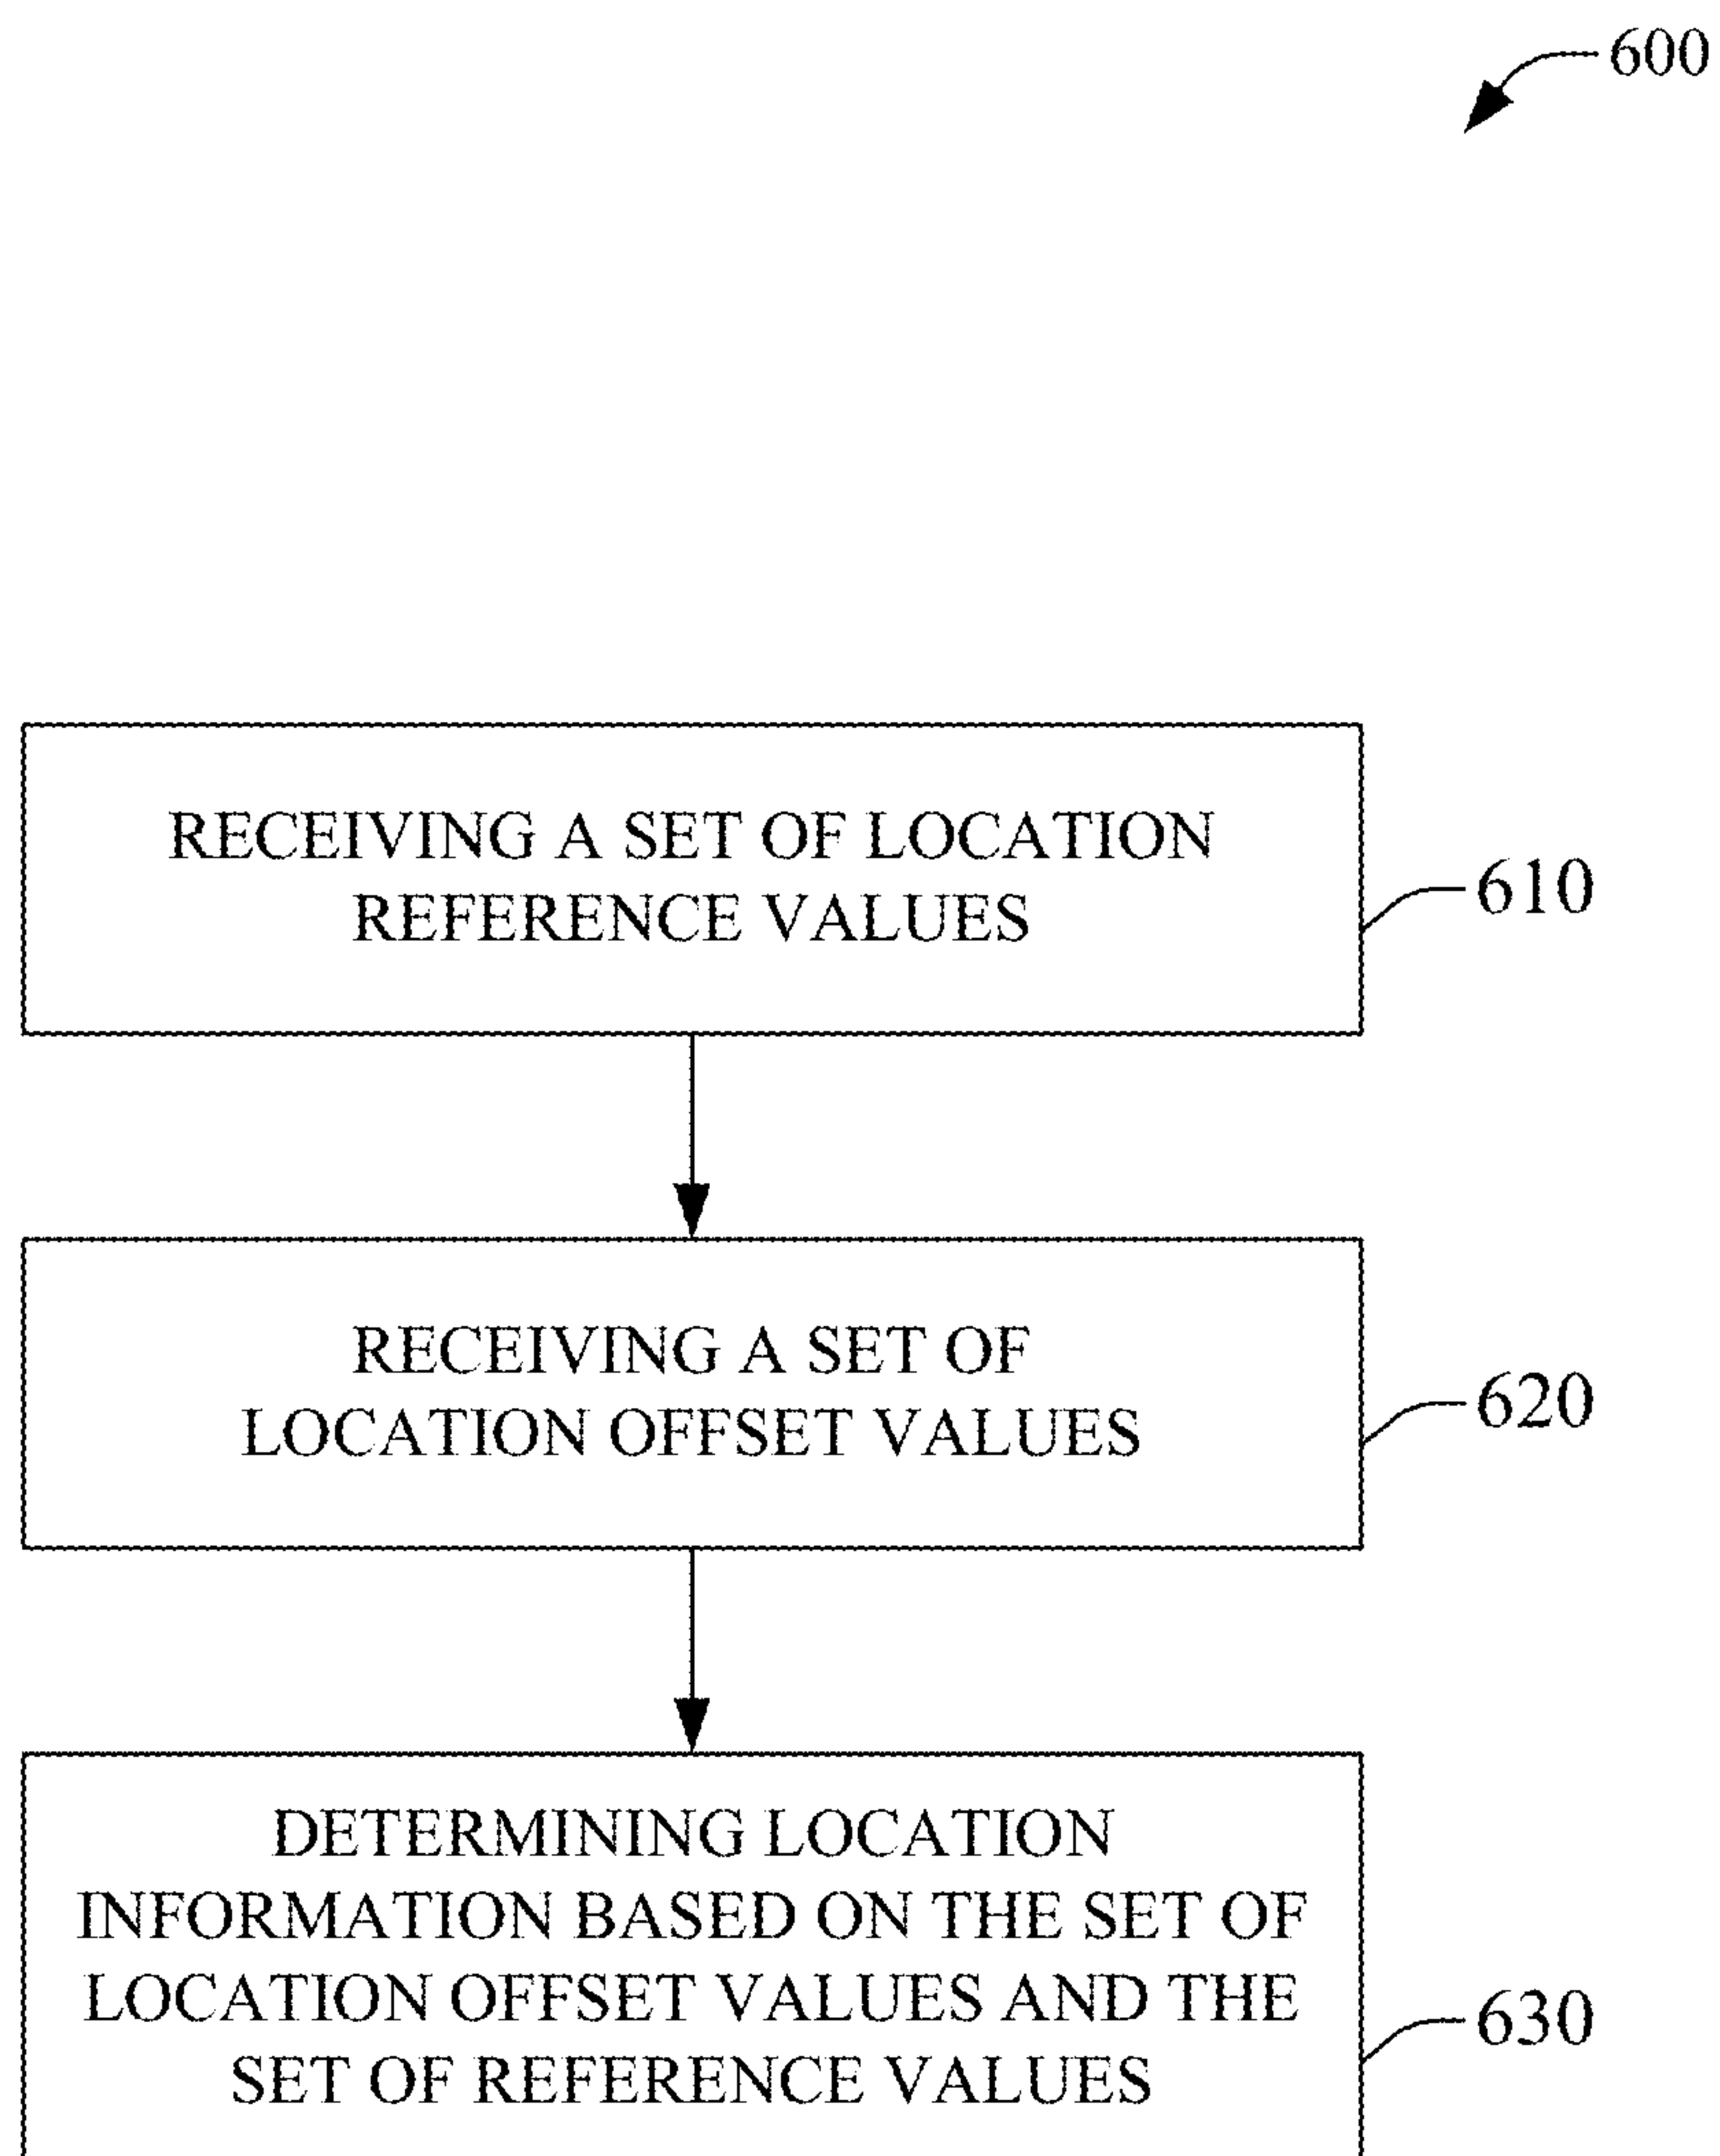 600
RECEIVING A SET OF LOCATION
REFERENCE VALUES
610
RECEIVING A SET OF
LOCATION OFFSET VALUES
620
DETERMINING LOCATION
INFORMATION BASED ON THE SET OF
LOCATION OFFSET VALUES AND THE
SET OF REFERENCE VALUES
630